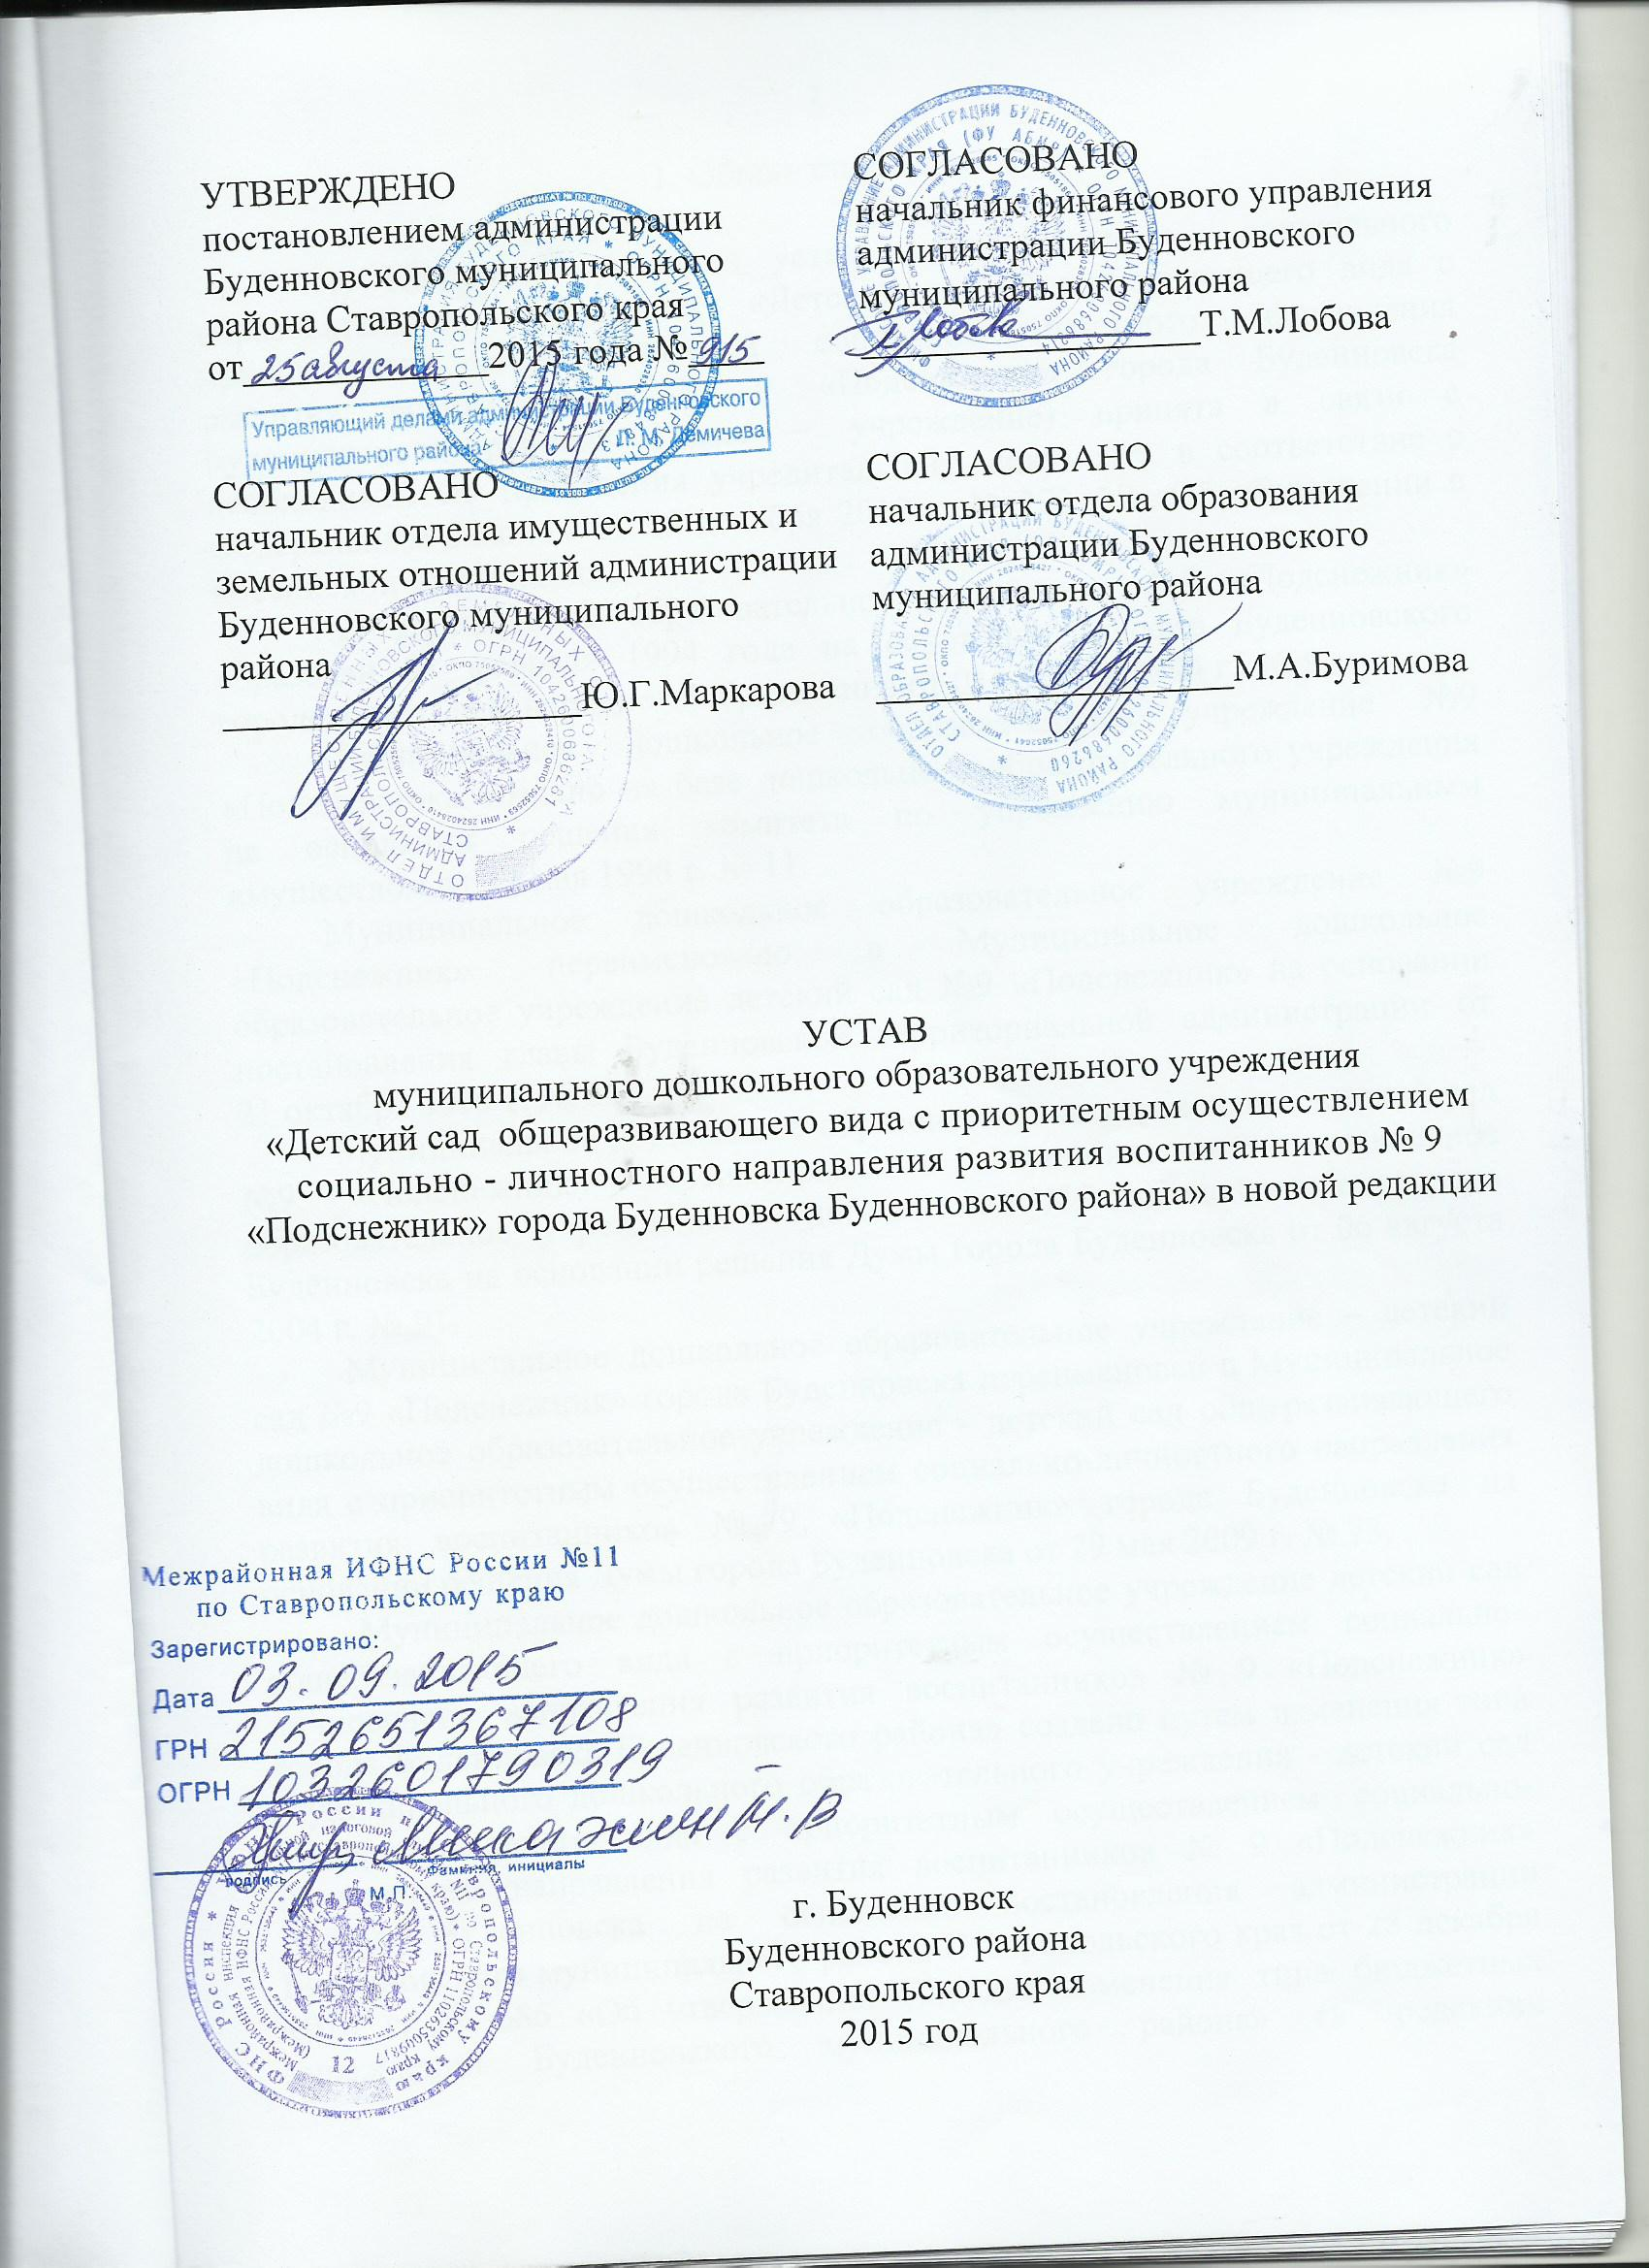 УТВЕРЖДЕНО
постановлением администрации
Буденновского муниципального
района Ставропольского края
от 25 августа 2015 года № 915
Управляющий делами администрации Буденновского
муниципального района Л.М. Демичева
СОГЛАСОВАНО
начальник финансового управления
администрации Буденновского
муниципального района
Т.М.Лобова
СОГЛАСОВАНО
начальник отдела имущественных и
земельных отношений администрации
Буденновского муниципального
района
Ю.Г.Маркарова
СОГЛАСОВАНО
начальник отдела образования
администрации Буденновского
муниципального района
М.А.Буримова
УСТАВ
муниципального дошкольного образовательного учреждения
«Детский сад общеразвивающего вида с приоритетным осуществлением
социально - личностного направления развития воспитанников № 9
«Подснежник» города Буденновска Буденновского района» в новой редакции
Межрайонная ИФНС России №11
по Ставропольскому краю
Зарегистрировано:
Дата 03.09.2015
ГРН 2152651367108
ОГРН 1032601790319
подпись фамилия, инициалы
М.П.
12
г. Буденновск
Буденновского района
Ставропольского края
2015 год